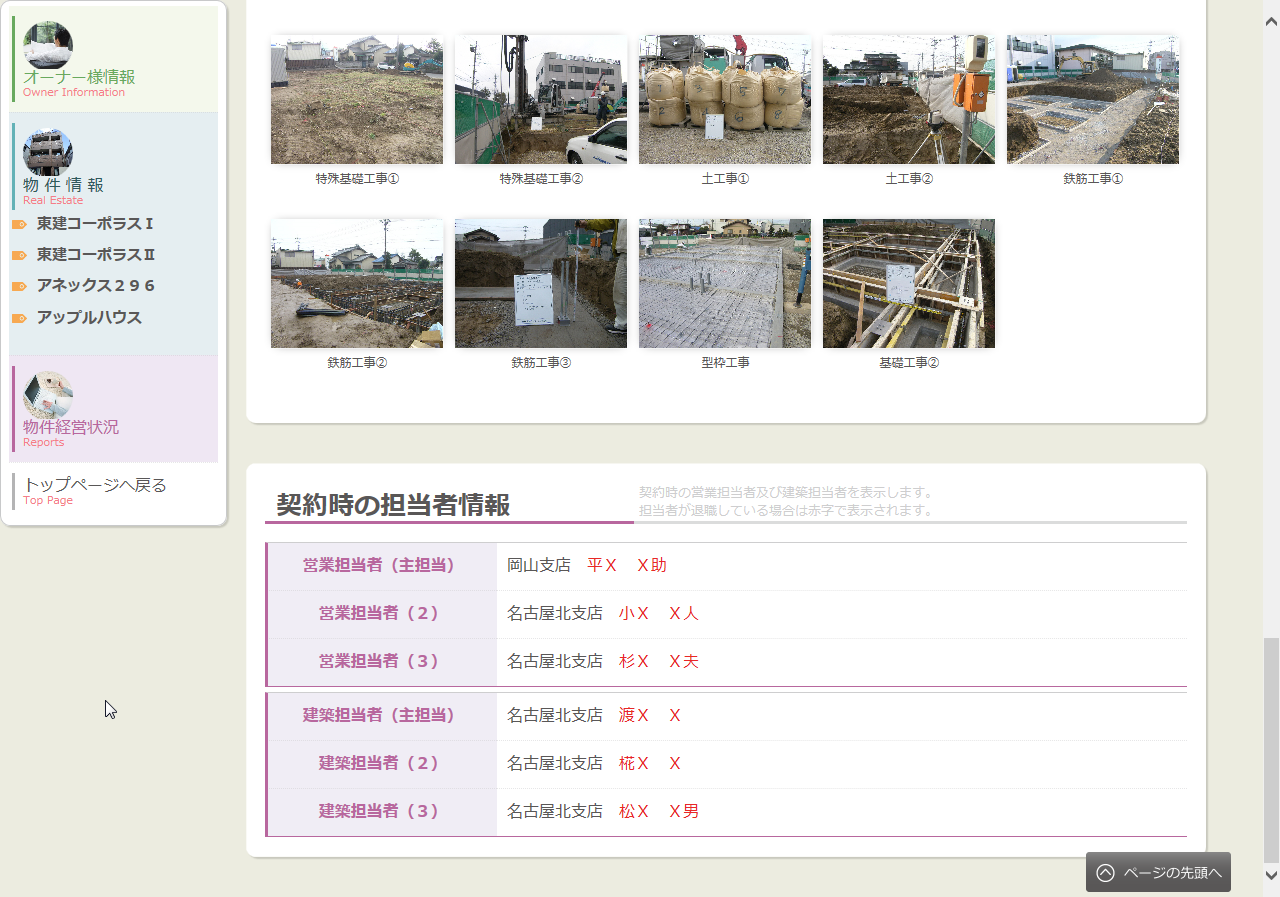 オーナー様情報
Owner Information
物 件 情 報
Real Estate
東建コーポラスⅠ
東建コーポラスⅡ
アネックス２９６
アップルハウス
物件経営状況
Reports
トップページへ戻る
Top Page
特殊基礎工事①
特殊基礎工事②
土工事①
土工事②
鉄筋工事①
鉄筋工事②
鉄筋工事③
型枠工事
基礎工事②
契約時の担当者情報
契約時の営業担当者及び建築担当者を表示します。
担当者が退職している場合は赤字で表示されます。
営業担当者（主担当） 岡山支店　平Ｘ　Ｘ助
営業担当者（２） 名古屋北支店　小Ｘ　Ｘ人
営業担当者（３） 名古屋北支店　杉Ｘ　Ｘ夫
建築担当者（主担当） 名古屋北支店　渡Ｘ　Ｘ
建築担当者（２） 名古屋北支店　椛Ｘ　Ｘ
建築担当者（３） 名古屋北支店　松Ｘ　Ｘ男
ページの先頭へ